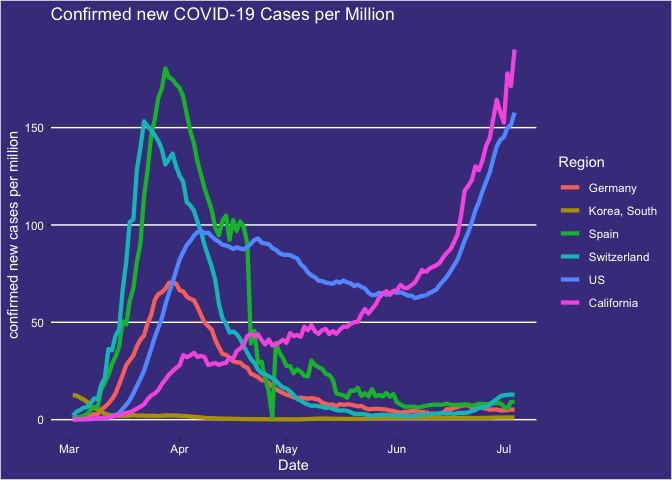 Confirmed new COVID-19 Cases per Million
confirmed new cases per million
150
100
50
0
Mar
Apr
May
Jun
Jul
Date
Region
Germany
Korea, South
Spain
Switzerland
US
California